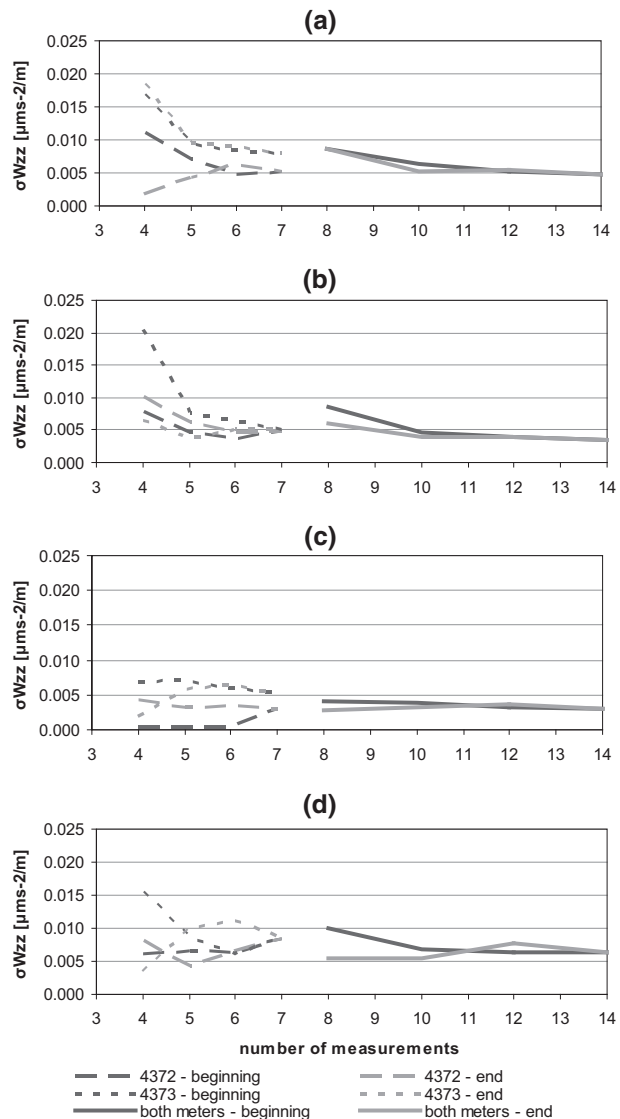 (a)
σWzz [µms-2/m]
0.025
0.020
0.015
0.010
0.005
0.000
3 4 5 6 7 8 9 10 11 12 13 14
(b)
σWzz [µms-2/m]
0.025
0.020
0.015
0.010
0.005
0.000
3 4 5 6 7 8 9 10 11 12 13 14
(c)
σWzz [µms-2/m]
0.025
0.020
0.015
0.010
0.005
0.000
3 4 5 6 7 8 9 10 11 12 13 14
(d)
σWzz [µms-2/m]
0.025
0.020
0.015
0.010
0.005
0.000
3 4 5 6 7 8 9 10 11 12 13 14
number of measurements
4372 - beginning 4372 - end
4373 - beginning 4373 - end
both meters - beginning both meters - end